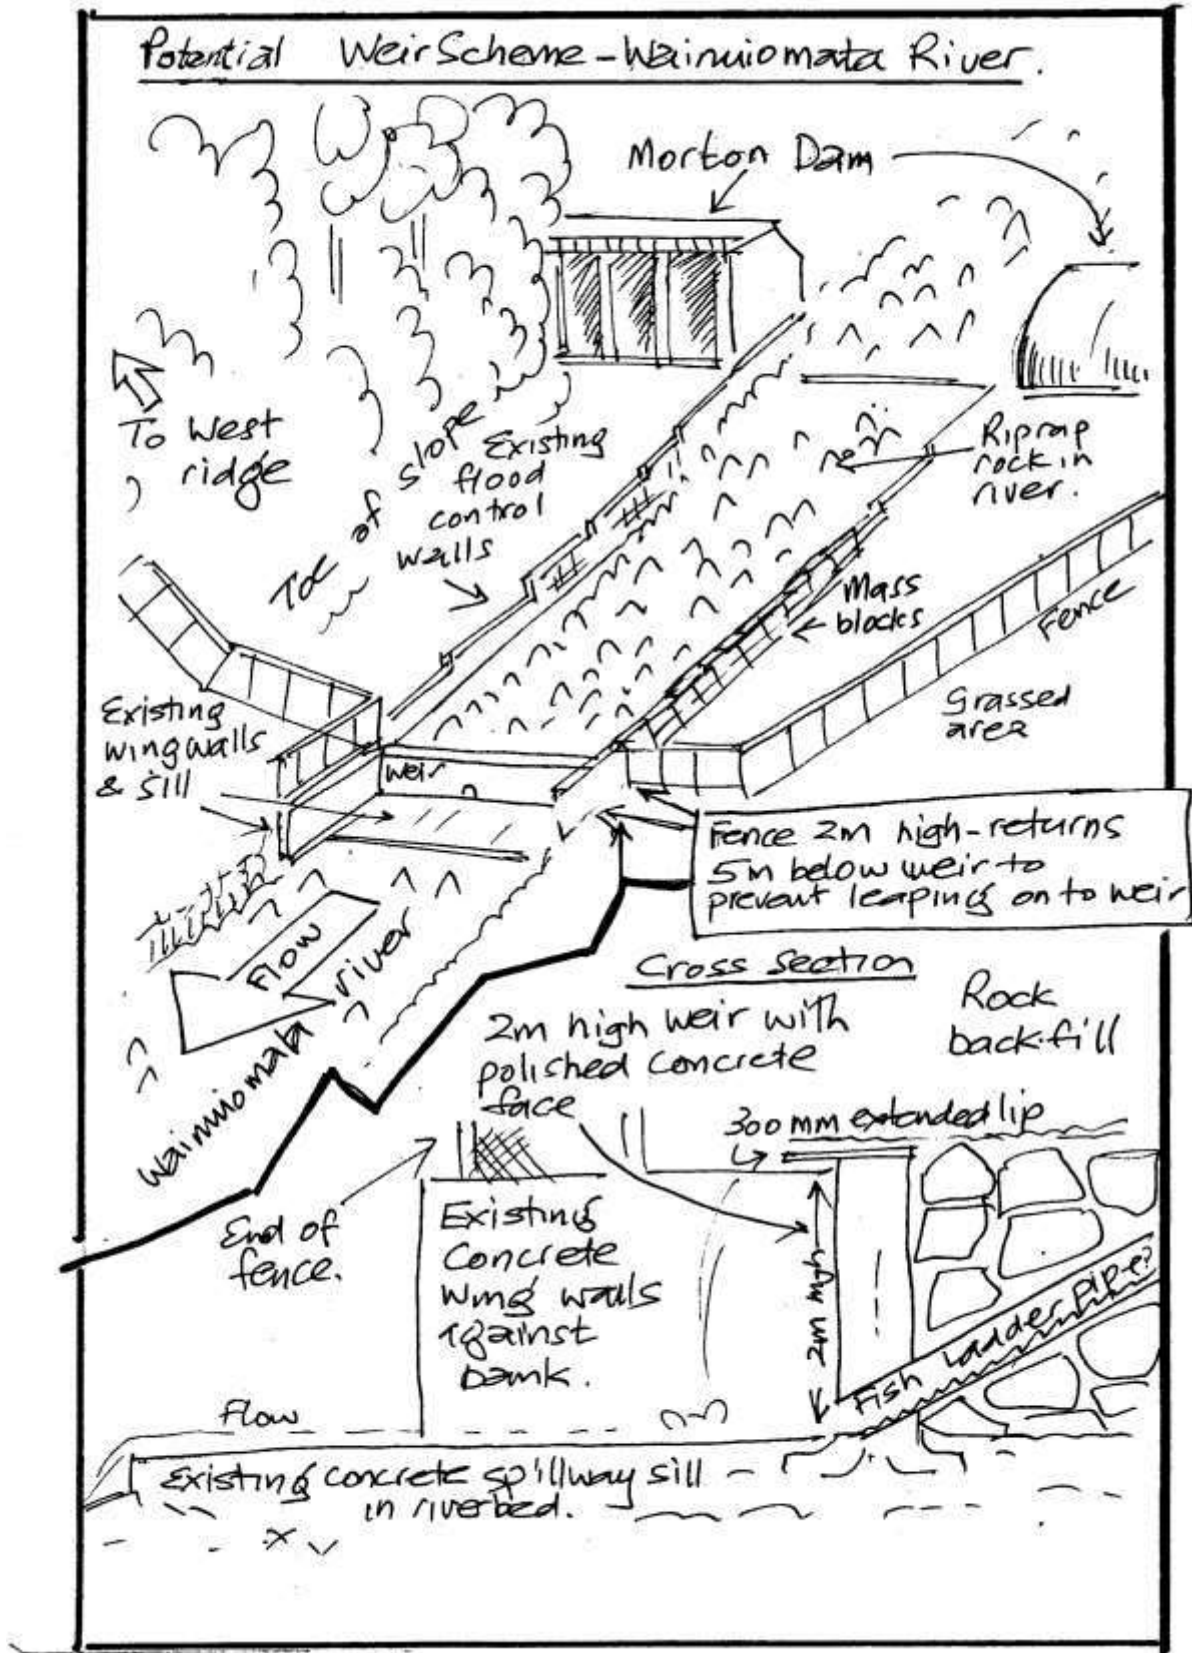 Potential Weir Scheme - Wainuiomata River.
Morton Dam
To West
ridge
Toe of slope
Existing
flood
control
walls
Riprap
rock in
river.
Mass
blocks
Fence
Grassed
area
Existing
wingwalls
& sill
weir
Fence 2m high - returns
5m below weir to
prevent leaping on to weir
Flow
Wainuiomata river
Cross Section
2m high weir with
polished concrete
face
Rock
backfill
300mm extended lip
End of
fence.
Existing
Concrete
wing walls
against
bank.
2m high
Fish Ladder pipe?
Flow
Existing concrete spillway sill
in riverbed.